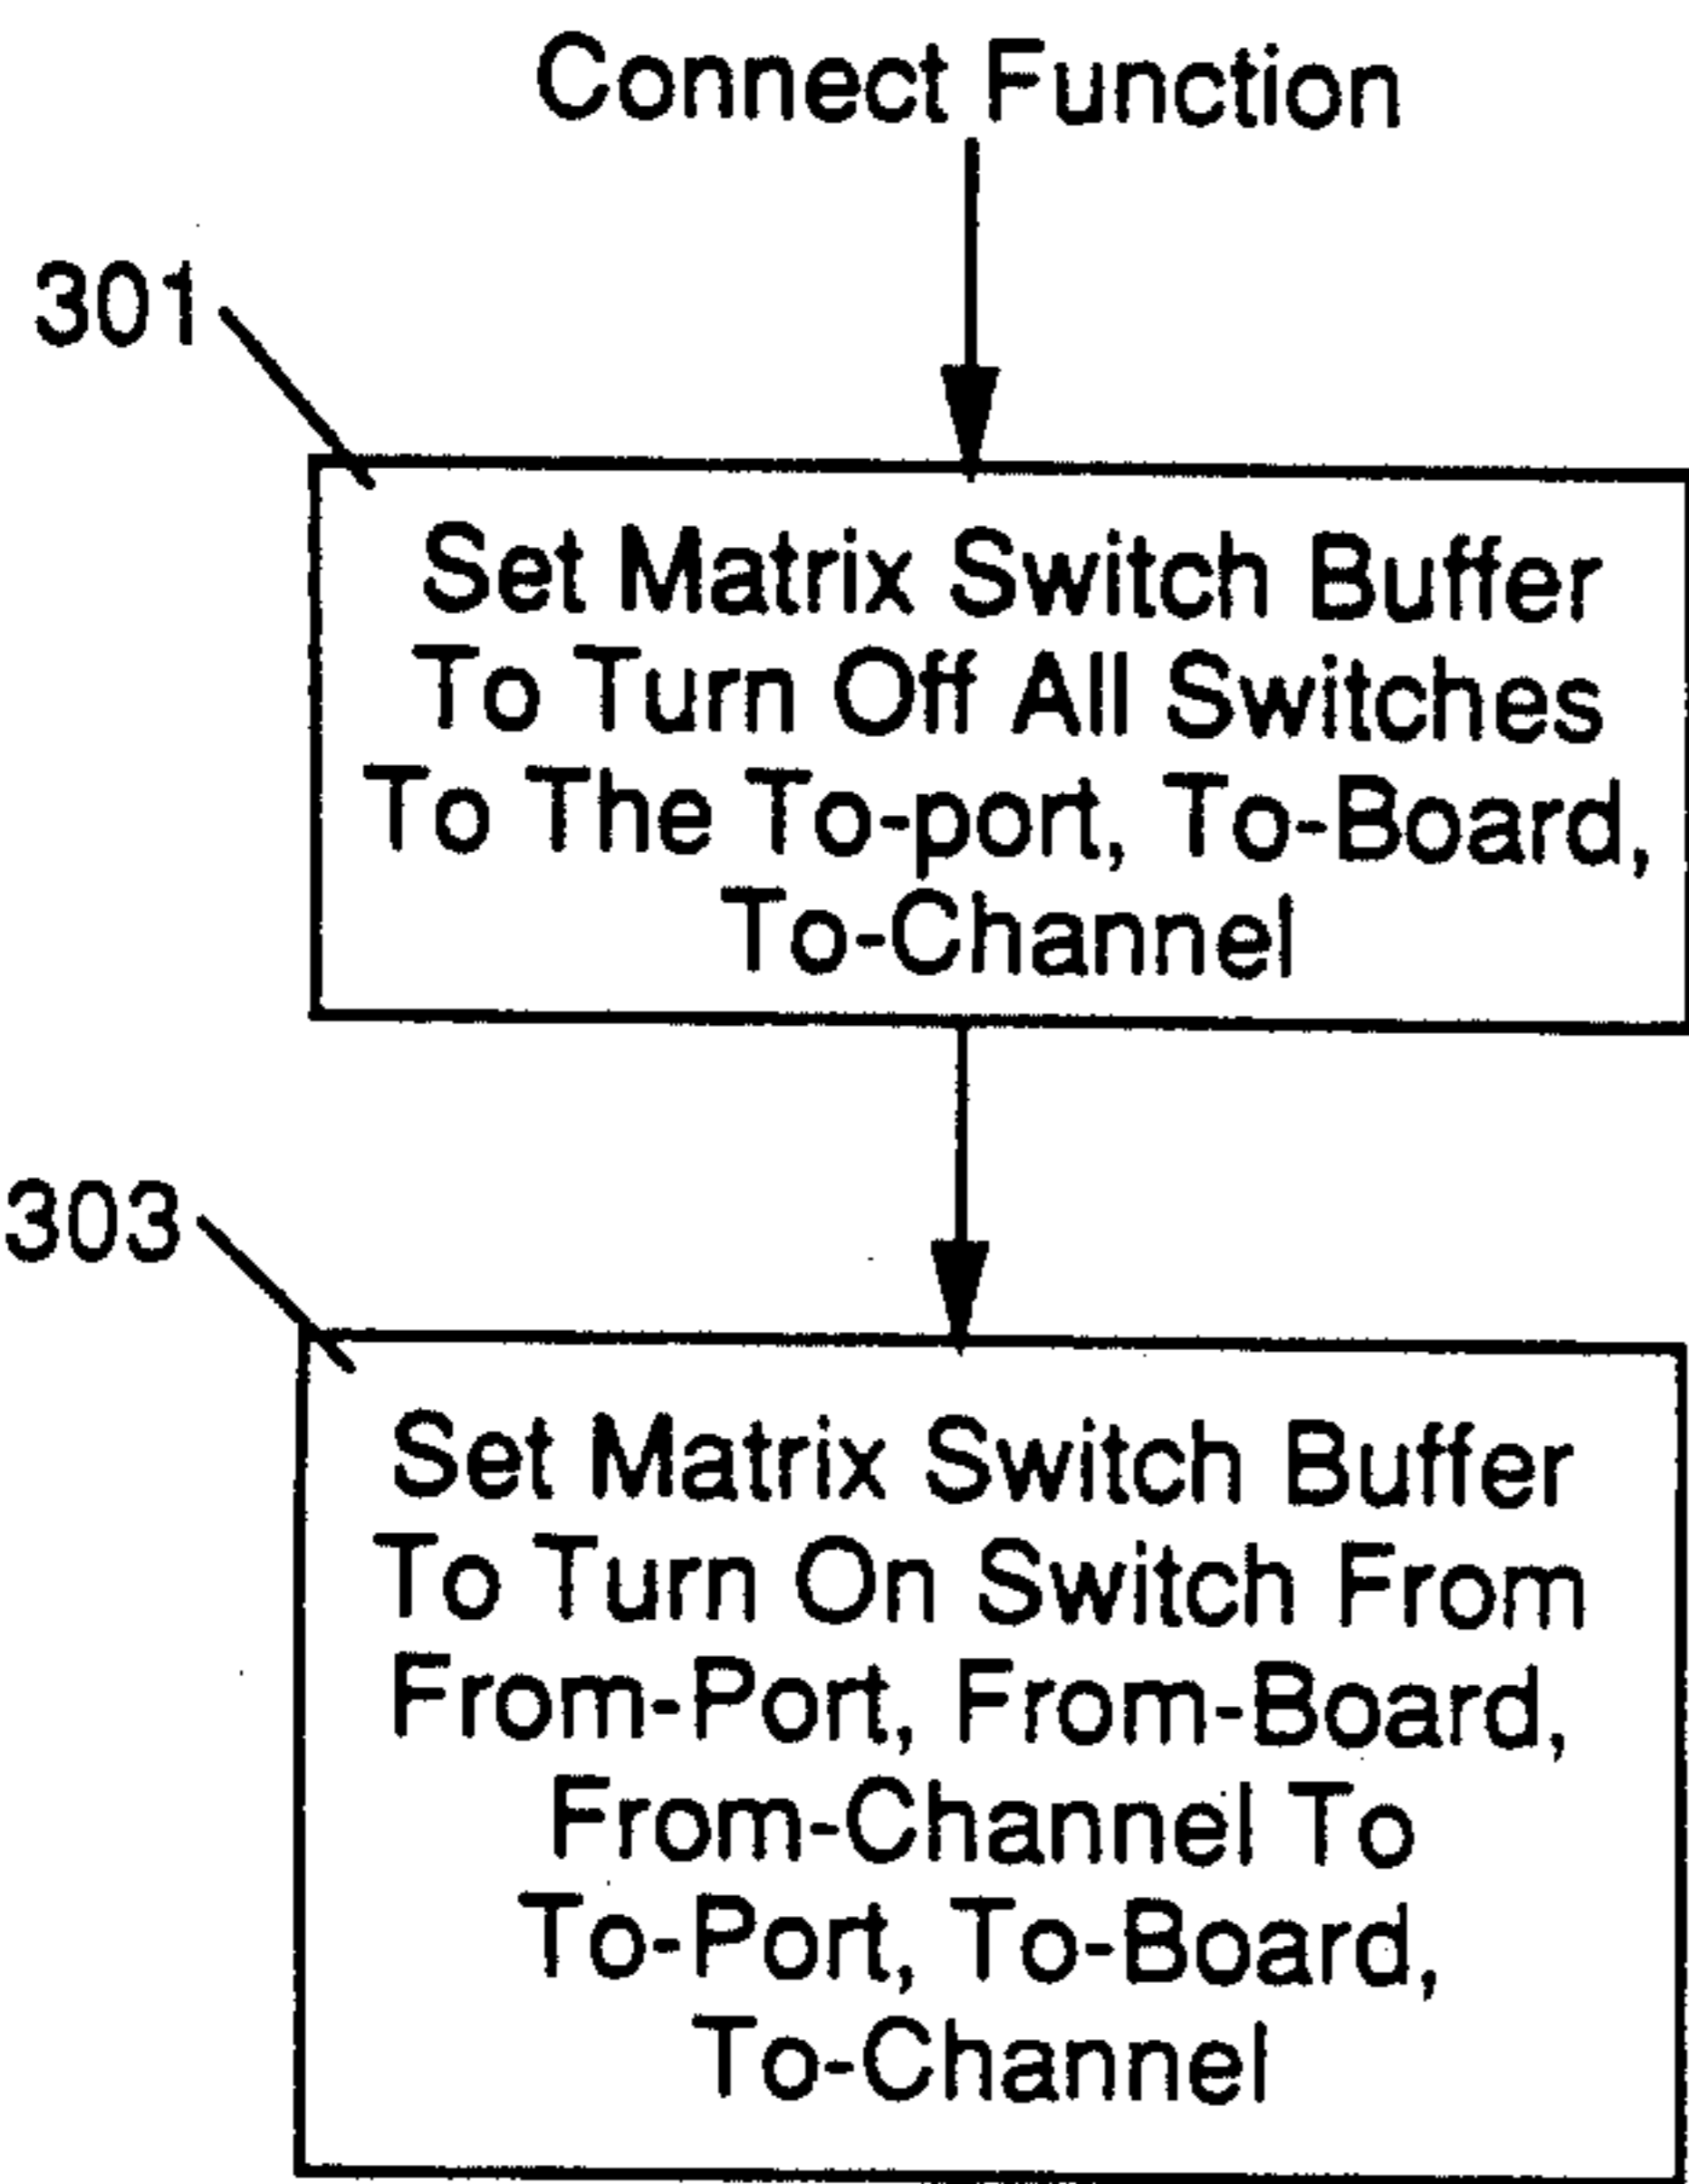 Connect Function
301
Set Matrix Switch Buffer
To Turn Off All Switches
To The To-port, To-Board,
To-Channel
303
Set Matrix Switch Buffer
To Turn On Switch From
From-Port, From-Board,
From-Channel To
To-Port, To-Board,
To-Channel